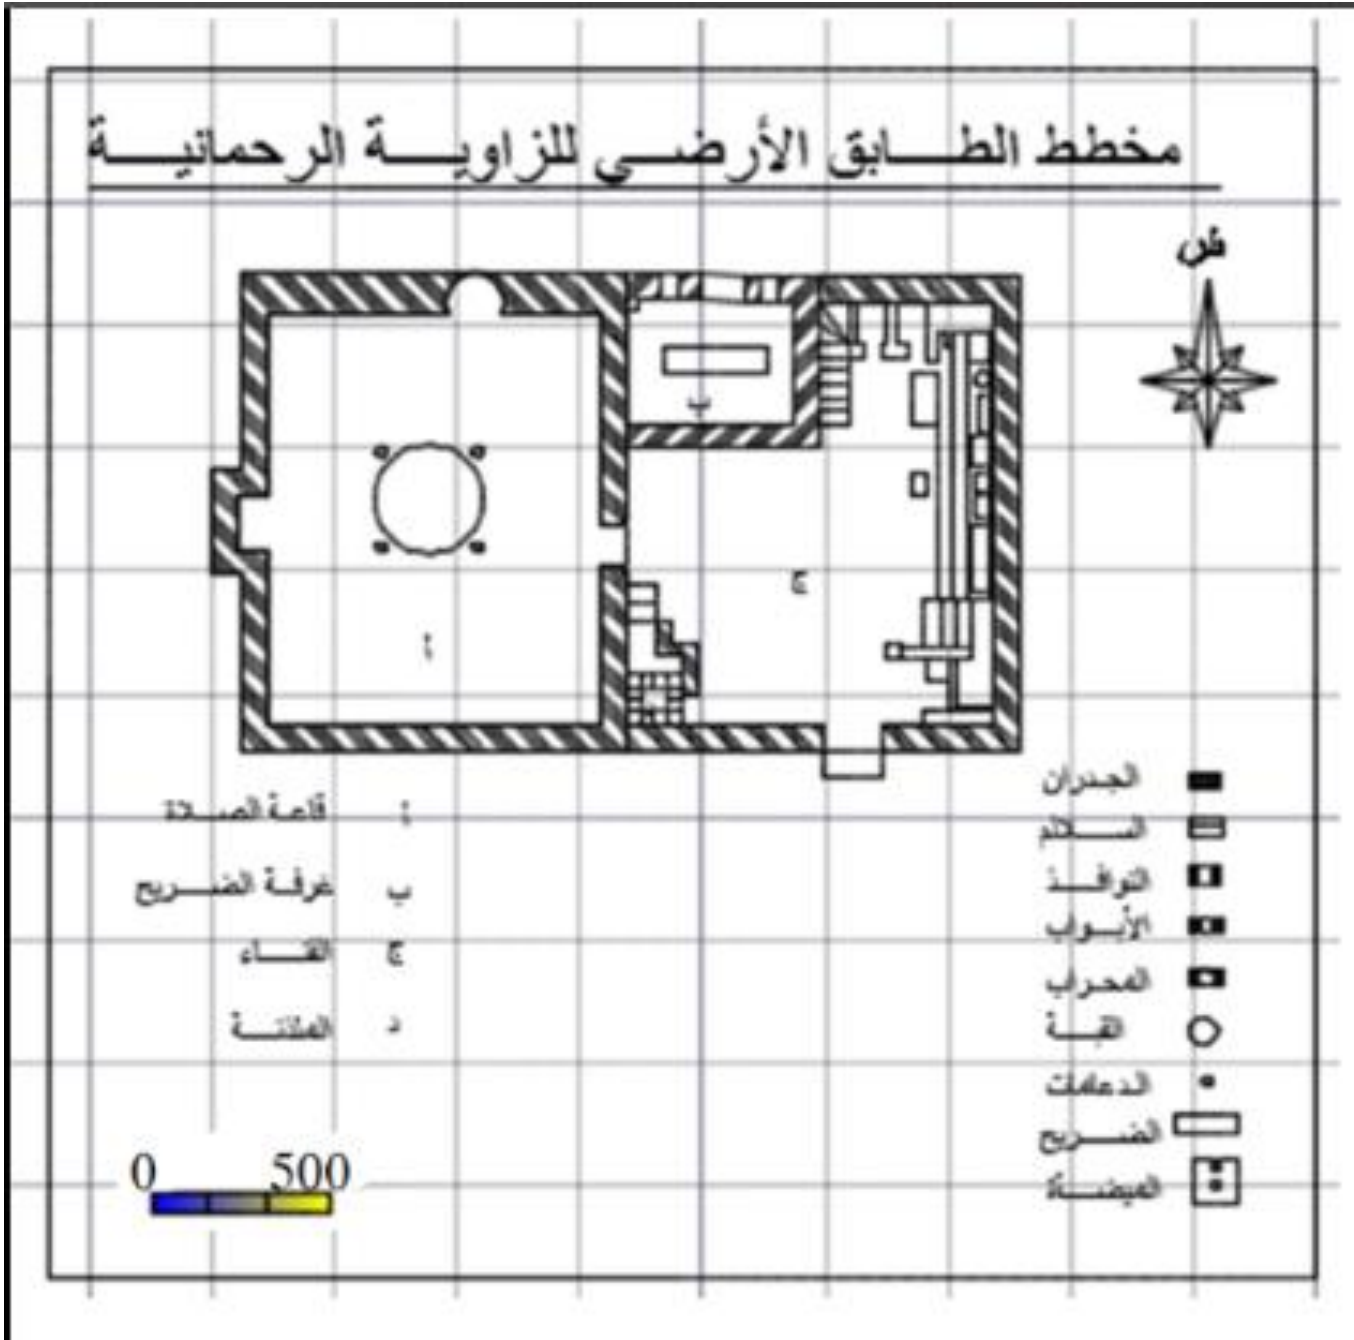 مخطط الطابق الأرضي للزاوية الرحمانية
ش
ب
ج
أ
الجدران
السلالم
النوافذ
الأبواب
المحراب
القبة
الدعامات
الضريح
الميضأة
أ قاعة الصلاة
ب غرفة الضريح
ج الفناء
د المئذنة
0 500